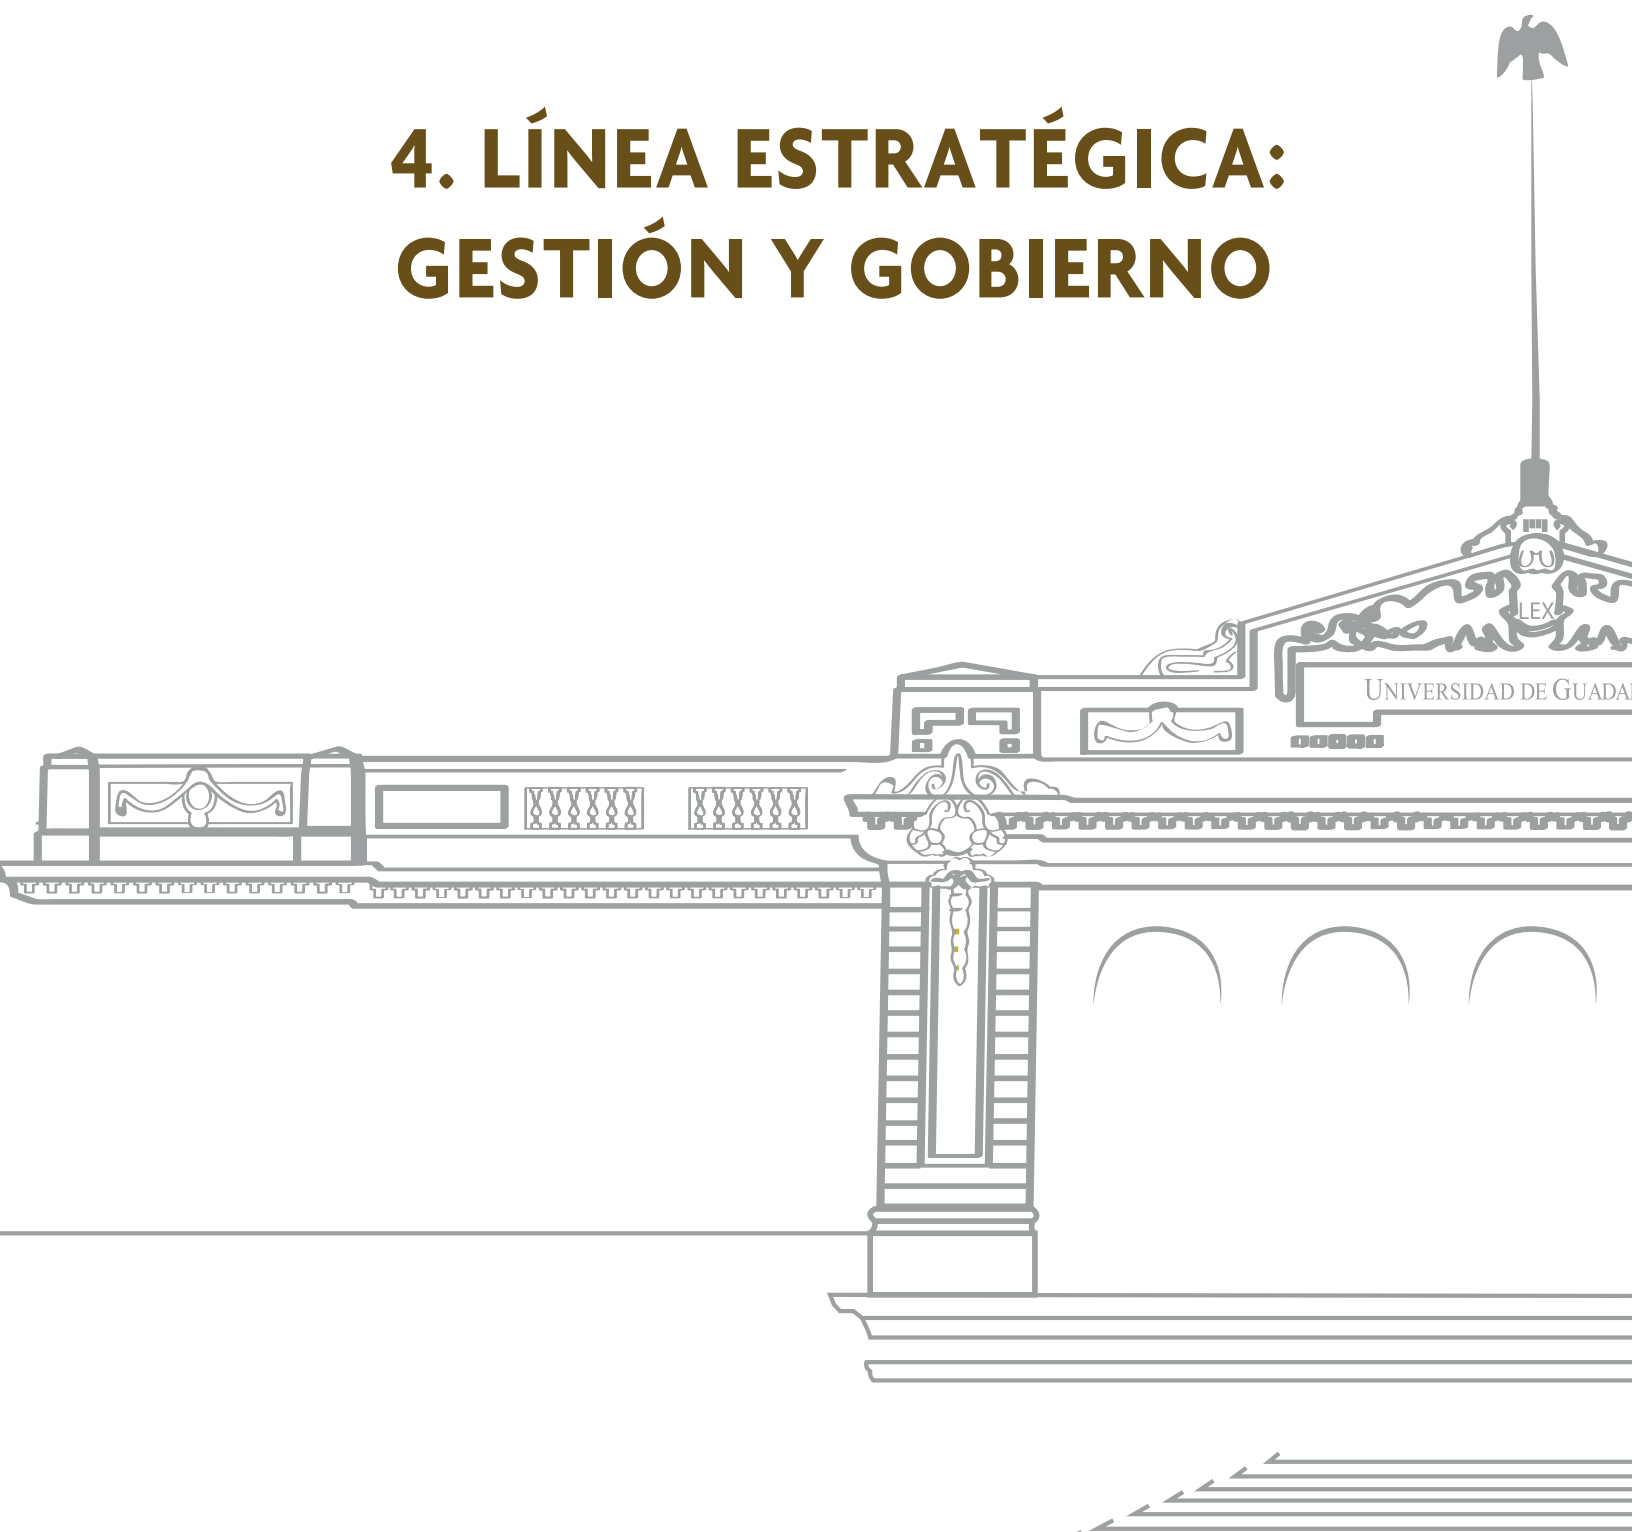 4. LÍNEA ESTRATÉGICA:
GESTIÓN Y GOBIERNO
LEX
UNIVERSIDAD DE GUADA